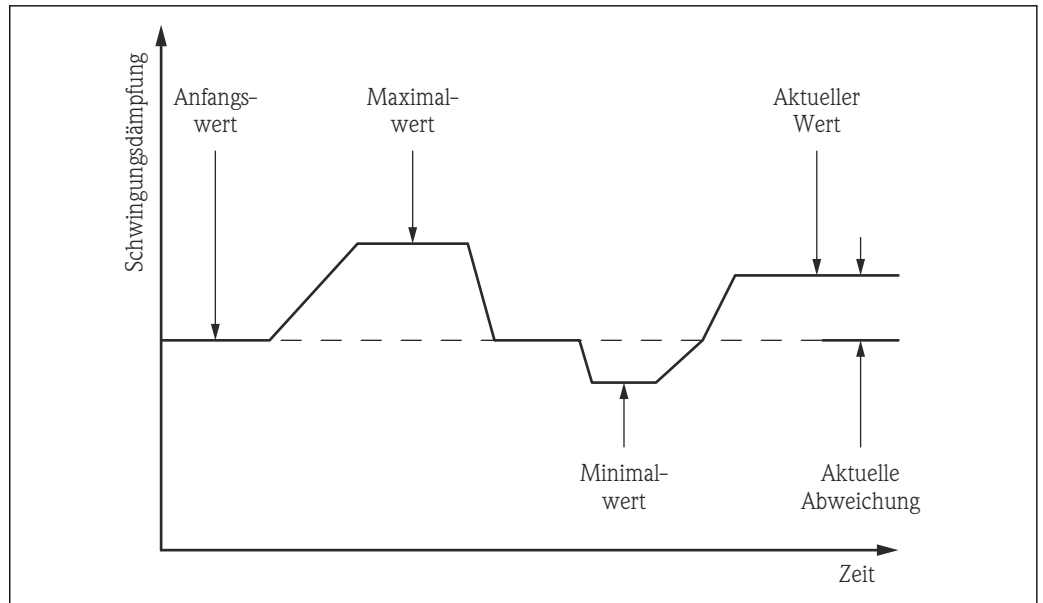 Schwingungsdämpfung
Anfangs-
wert
Maximal-
wert
Aktueller
Wert
Minimal-
wert
Aktuelle
Abweichung
Zeit